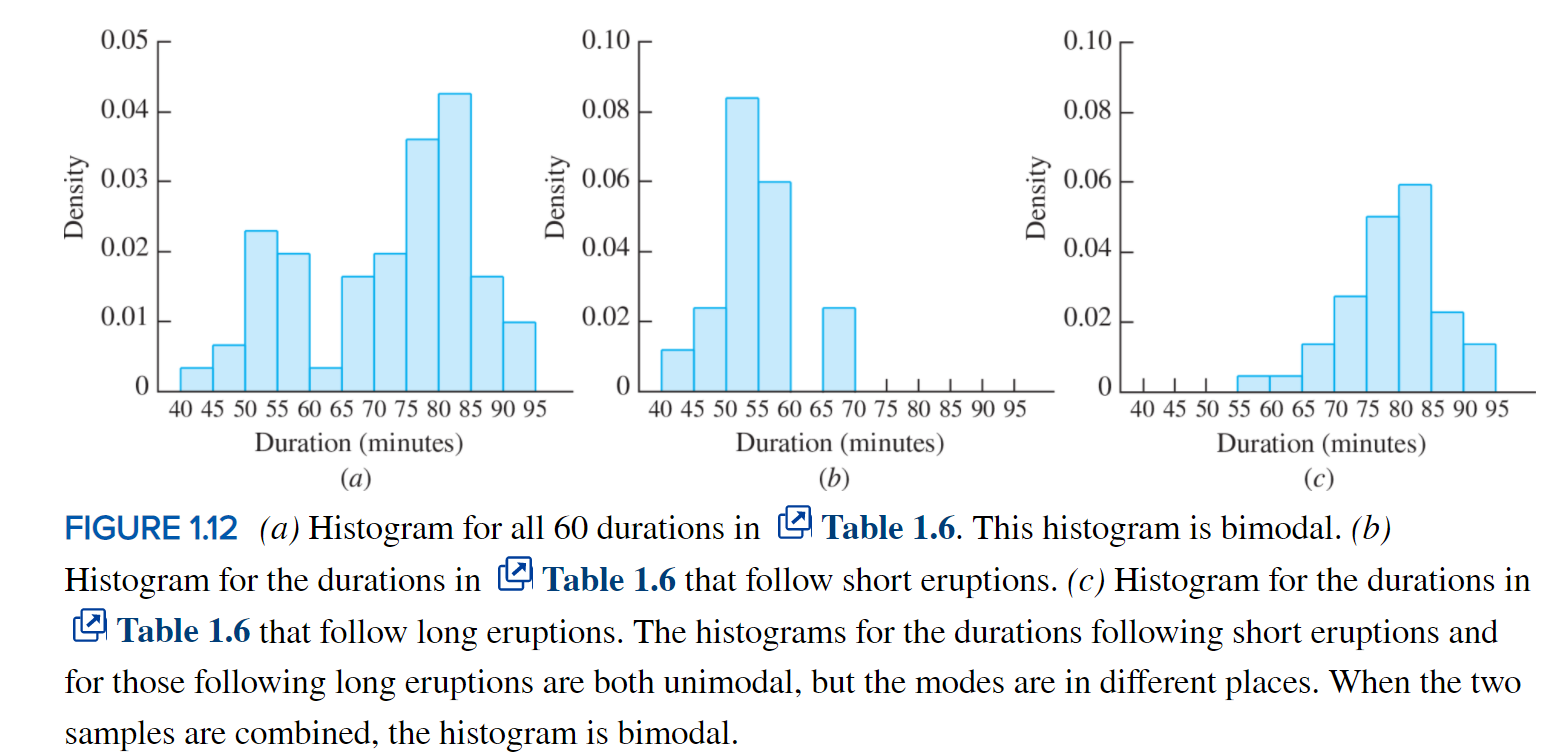 0.05
0.04
0.03
0.02
0.01
0
Density
40 45 50 55 60 65 70 75 80 85 90 95
Duration (minutes)
(a)
0.10
0.08
0.06
0.04
0.02
0
Density
40 45 50 55 60 65 70 75 80 85 90 95
Duration (minutes)
(b)
0.10
0.08
0.06
0.04
0.02
0
Density
40 45 50 55 60 65 70 75 80 85 90 95
Duration (minutes)
(c)
FIGURE 1.12 (a) Histogram for all 60 durations in Table 1.6. This histogram is bimodal. (b)
Histogram for the durations in Table 1.6 that follow short eruptions. (c) Histogram for the durations in
Table 1.6 that follow long eruptions. The histograms for the durations following short eruptions and
for those following long eruptions are both unimodal, but the modes are in different places. When the two
samples are combined, the histogram is bimodal.